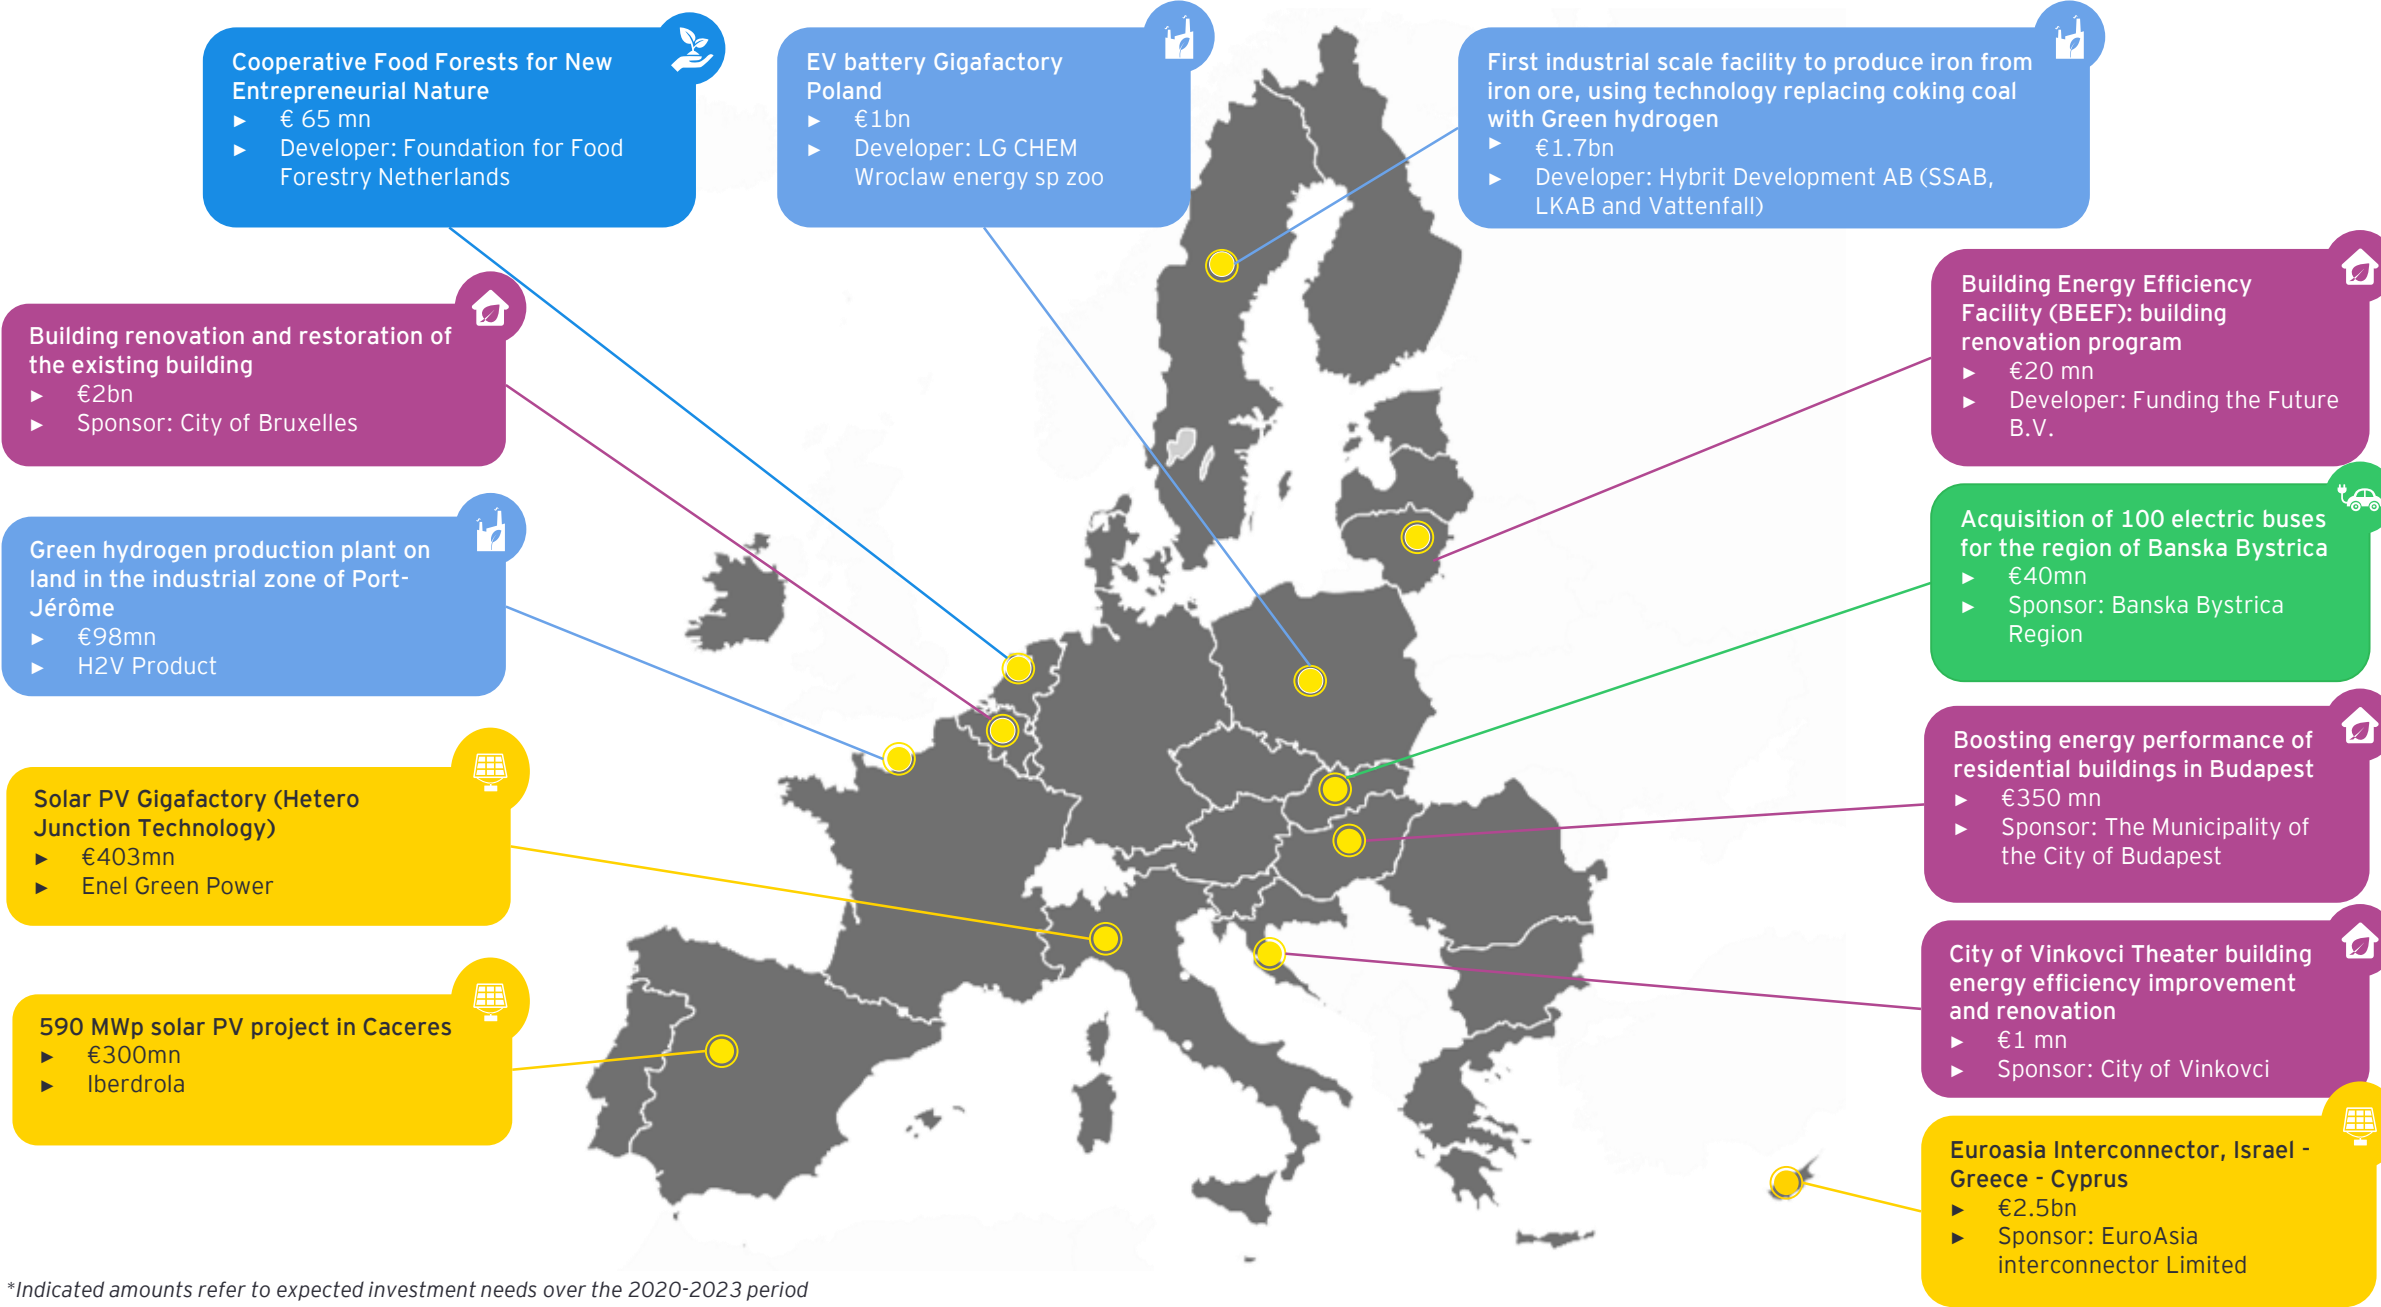 Cooperative Food Forests for New
Entrepreneurial Nature
► € 65 mn
► Developer: Foundation for Food
Forestry Netherlands
EV battery Gigafactory
Poland
► €1bn
► Developer: LG CHEM
Wroclaw energy sp zoo
First industrial scale facility to produce iron from
iron ore, using technology replacing coking coal
with Green hydrogen
► €1.7bn
► Developer: Hybrit Development AB (SSAB,
LKAB and Vattenfall)
Building renovation and restoration of
the existing building
► €2bn
► Sponsor: City of Bruxelles
Green hydrogen production plant on
land in the industrial zone of Port-
Jérôme
► €98mn
► H2V Product
Solar PV Gigafactory (Hetero
Junction Technology)
► €403mn
► Enel Green Power
590 MWp solar PV project in Caceres
► €300mn
► Iberdrola
Building Energy Efficiency
Facility (BEEF): building
renovation program
► €20 mn
► Developer: Funding the Future
B.V.
Acquisition of 100 electric buses
for the region of Banska Bystrica
► €40mn
► Sponsor: Banska Bystrica
Region
Boosting energy performance of
residential buildings in Budapest
► €350 mn
► Sponsor: The Municipality of
the City of Budapest
City of Vinkovci Theater building
energy efficiency improvement
and renovation
► €1 mn
► Sponsor: City of Vinkovci
Euroasia Interconnector, Israel -
Greece - Cyprus
► €2.5bn
► Sponsor: EuroAsia
interconnector Limited
*Indicated amounts refer to expected investment needs over the 2020-2023 period